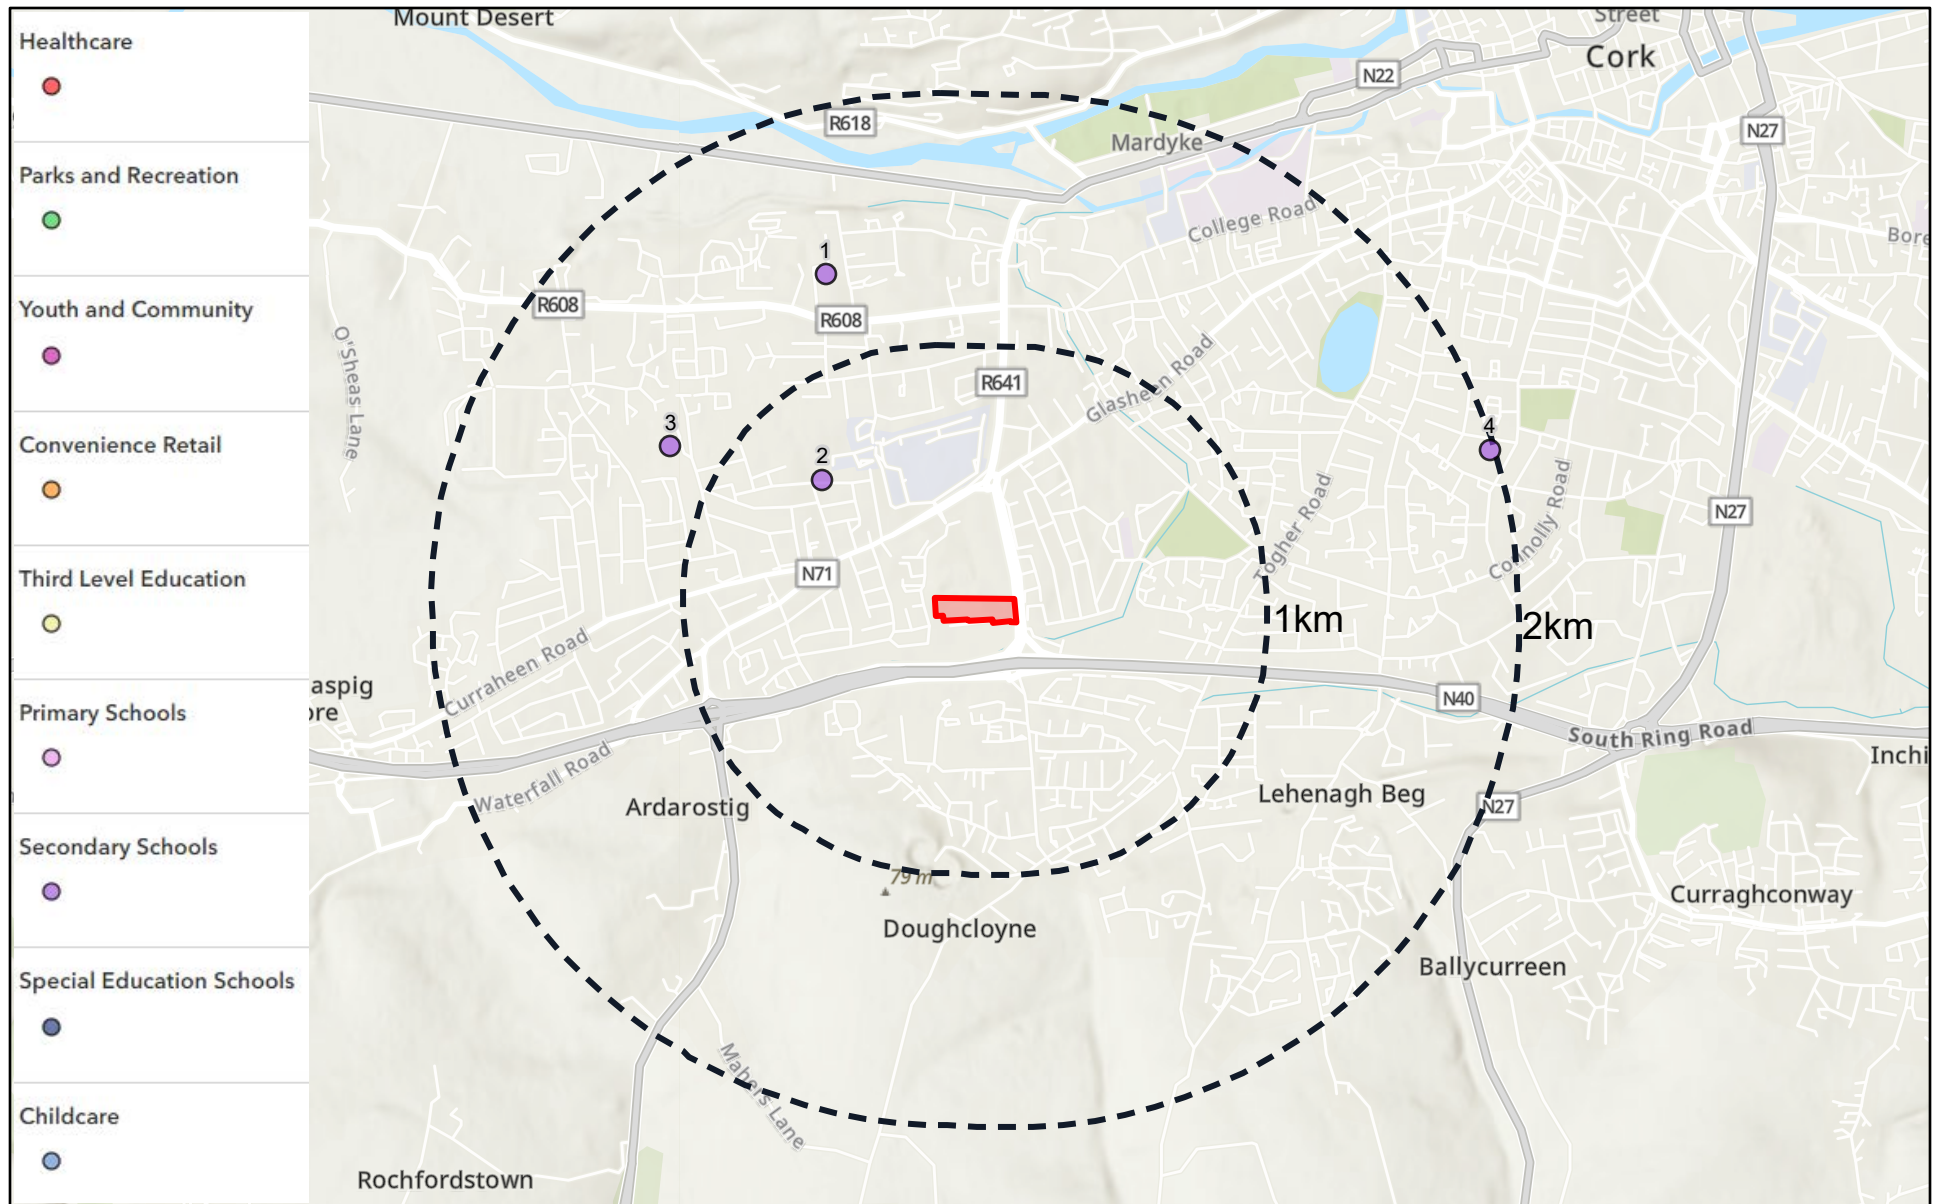 Healthcare
Parks and Recreation
Youth and Community
Convenience Retail
Third Level Education
Primary Schools
Secondary Schools
Special Education Schools
Childcare
Mount Desert
Street
Cork
N22
R618
Mardyke
N27
College Road
Bore
1
R608
R608
O'Sheas Lane
R641
Glasheen Road
3
2
4
Togher Road
Connolly Road
N27
N71
1km
2km
Curraheen Road
aspig
ore
N40
South Ring Road
Inchi
Waterfall Road
Ardarostig
Lehenagh Beg
N27
79 m
Doughcloyne
Curraghconway
Ballycurreen
Mahers Lane
Rochfordstown